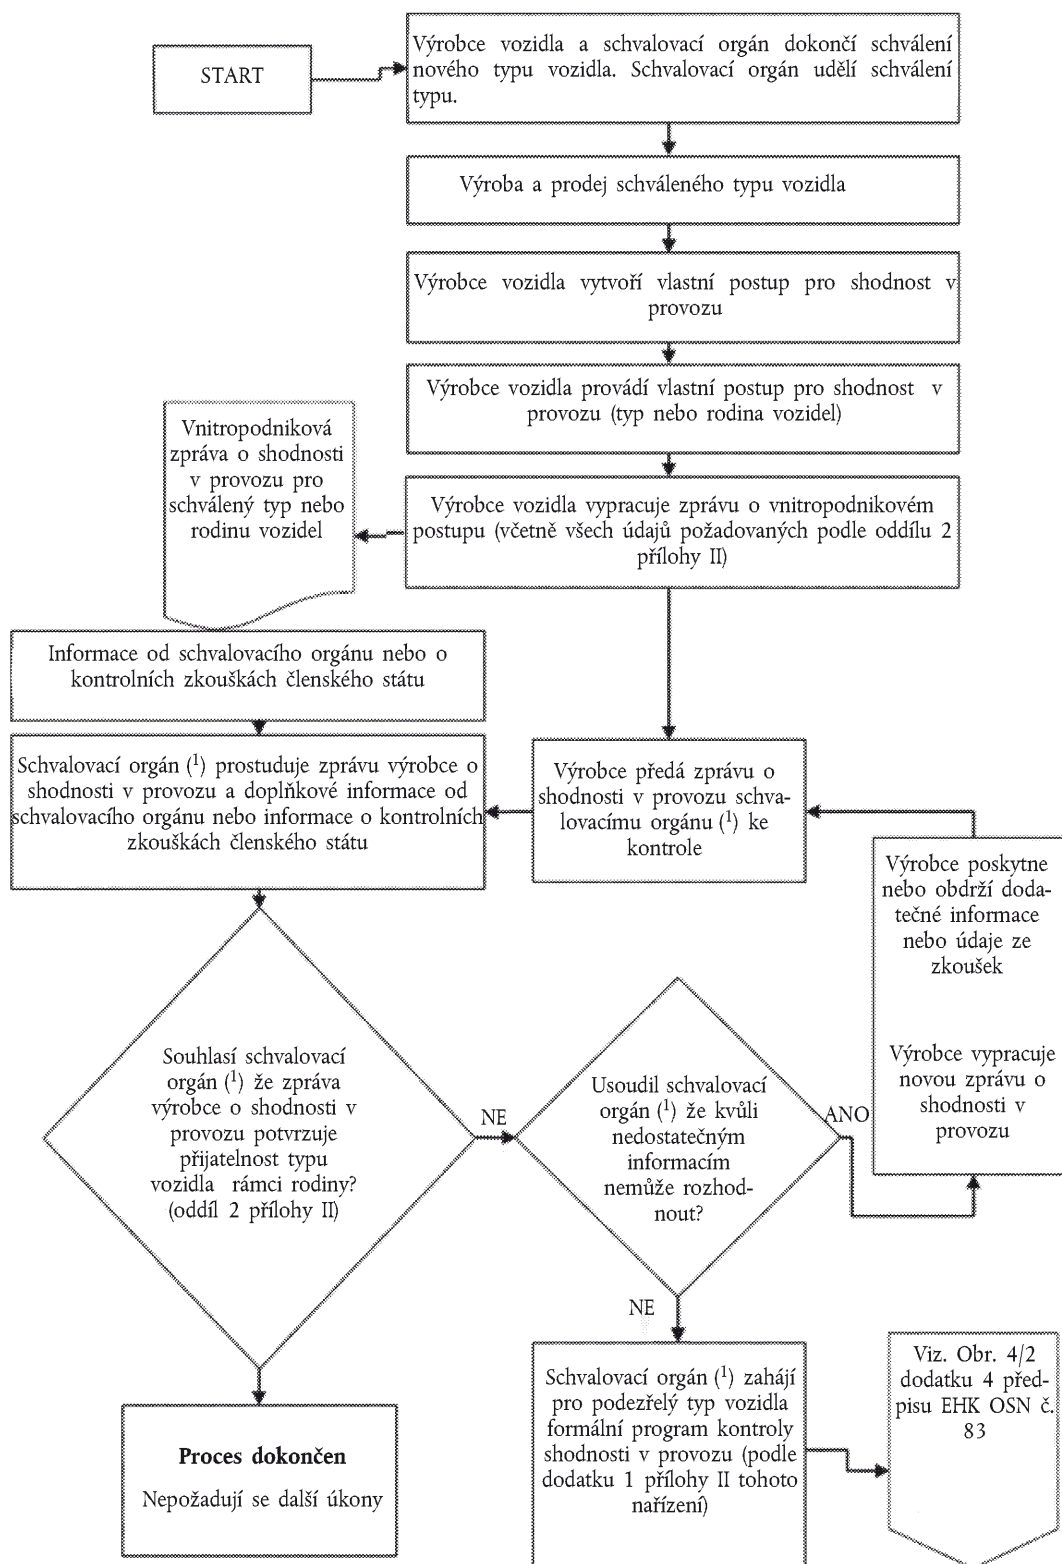 START
Výrobce vozidla a schvalovací orgán dokončí schválení
nového typu vozidla. Schvalovací orgán udělí schválení
typu.
Výroba a prodej schváleného typu vozidla
Výrobce vozidla vytvoří vlastní postup pro shodnost v
provozu
Výrobce vozidla provádí vlastní postup pro shodnost v
provozu (typ nebo rodina vozidel)
Vnitropodniková
zpráva o shodnosti
v provozu pro
schválený typ nebo
rodinu vozidel
Výrobce vozidla vypracuje zprávu o vnitropodnikovém
postupu (včetně všech údajů požadovaných podle oddílu 2
přílohy II)
Informace od schvalovacího orgánu nebo o
kontrolních zkouškách členského státu
Schvalovací orgán (¹) prostuduje zprávu výrobce o
shodnosti v provozu a doplňkové informace od
schvalovacího orgánu nebo informace o kontrolních
zkouškách členského státu
Výrobce předá zprávu o
shodnosti v provozu schva-
lovacímu orgánu (¹) ke
kontrole
Výrobce poskytne
nebo obdrží doda-
tečné informace
nebo údaje ze
zkoušek
Výrobce vypracuje
novou zprávu o
shodnosti v
provozu
Souhlasí schvalovací
orgán (¹) že zpráva
výrobce o shodnosti v
provozu potvrzuje
přijatelnost typu
vozidla rámci rodiny?
(oddíl 2 přílohy II)
NE
Usoudil schvalovací
orgán (¹) že kvůli
nedostatečným
informacím
nemůže rozhod-
nout?
ANO
NE
Proces dokončen
Nepožadují se další úkony
Schvalovací orgán (¹) zahájí
pro podezřelý typ vozidla
formální program kontroly
shodnosti v provozu (podle
dodatku 1 přílohy II tohoto
nařízení)
Viz. Obr. 4/2
dodatku 4 před-
pisu EHK OSN č.
83